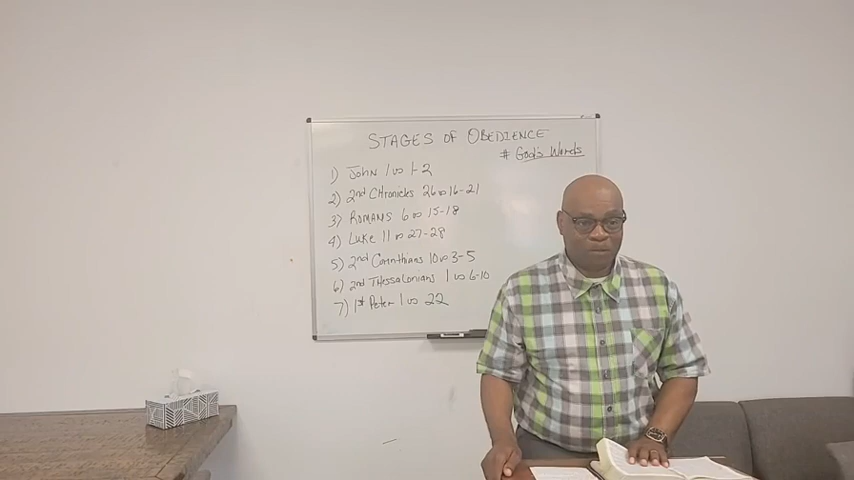 STAGES OF OBEDIENCE
# God's Words
1) John 1 vs 1-2
2) 2nd Chronicles 26 vs 16-21
3) Romans 6 vs 15-18
4) Luke 11 vs 27-28
5) 2nd Corinthians 10 vs 3-5
6) 2nd Thessalonians 1 vs 6-10
7) 1st Peter 1 vs 22